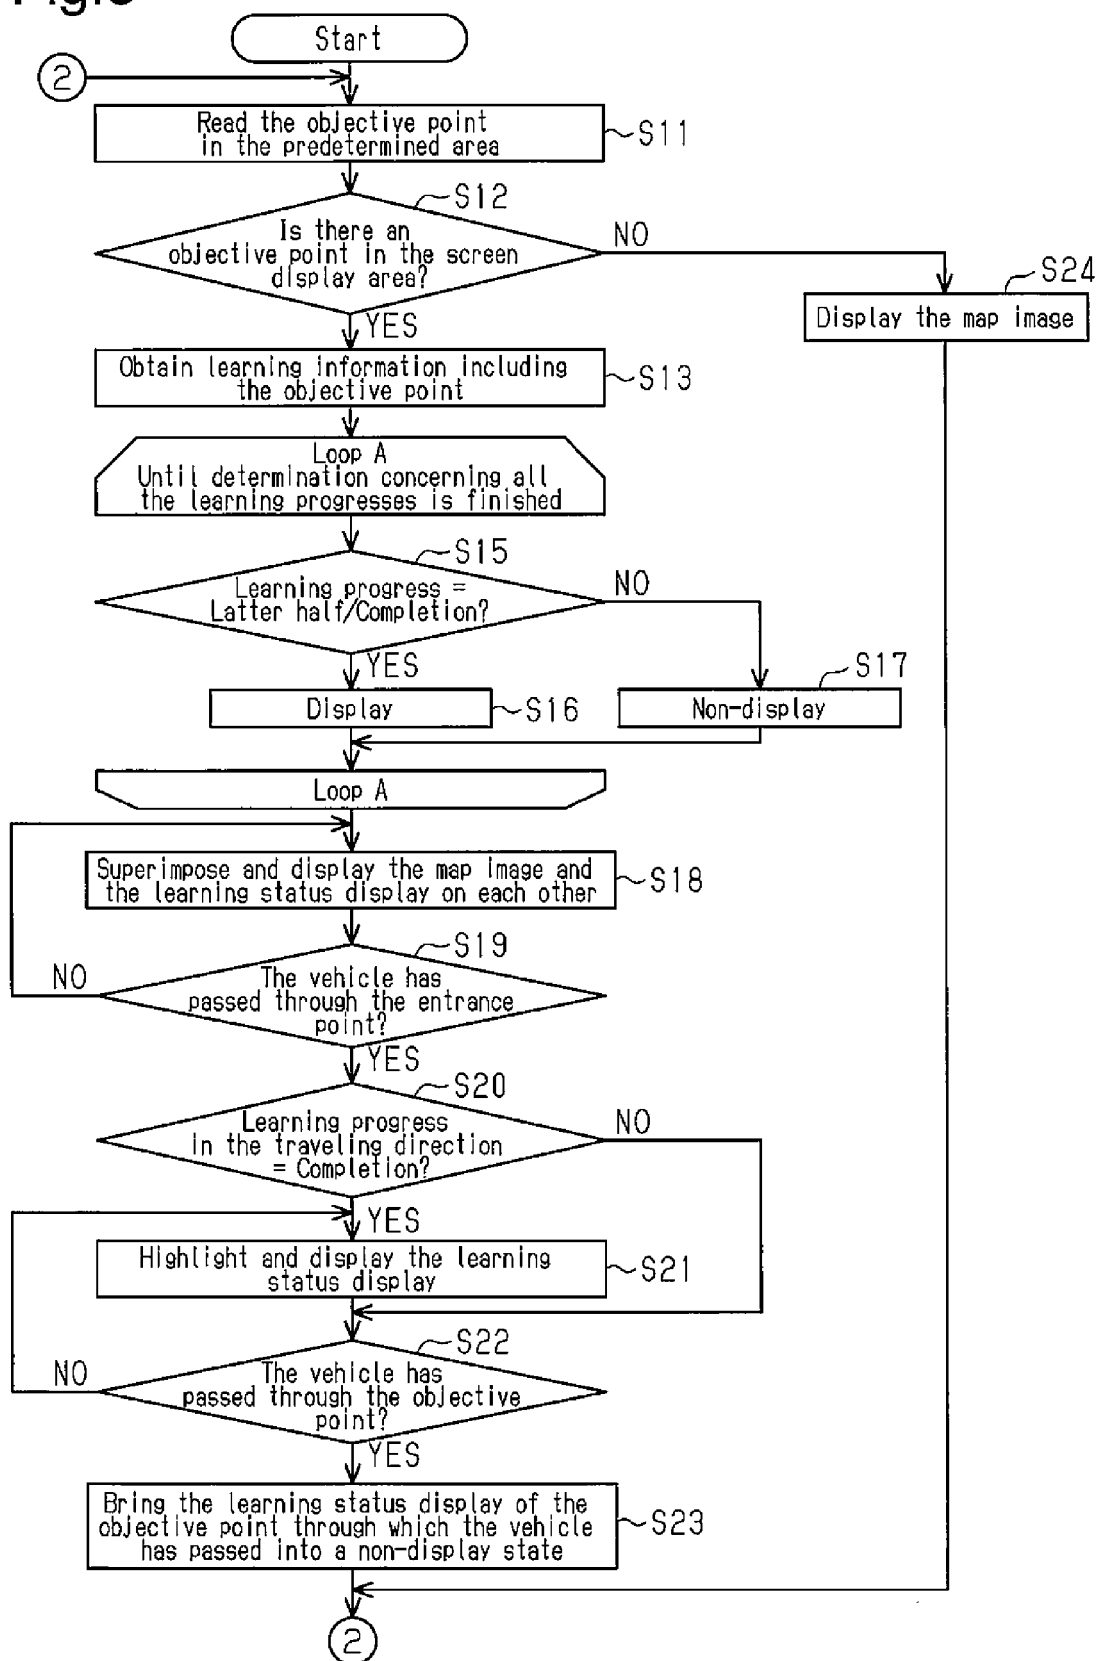 Start
2
Read the objective point
in the predetermined area
S11
S12
Is there an
objective point in the screen
display area?
NO
YES
S24
Display the map image
Obtain learning information including
the objective point
S13
Loop A
Until determination concerning all
the learning progresses is finished
S15
Learning progress =
Latter half/Completion?
NO
YES
S17
Display
S16
Non-display
Loop A
Superimpose and display the map image and
the learning status display on each other
S18
S19
The vehicle has
passed through the entrance
point?
NO
YES
S20
Learning progress
in the traveling direction
= Completion?
NO
YES
Highlight and display the learning
status display
S21
S22
The vehicle has
passed through the objective
point?
NO
YES
Bring the learning status display of the
objective point through which the vehicle
has passed into a non-display state
S23
2